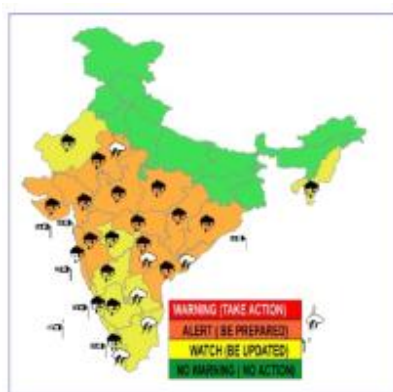 WARNING (TAKE ACTION)
ALERT ( BE PREPARED)
WATCH (BE UPDATED)
NO WARNING ( NO ACTION)